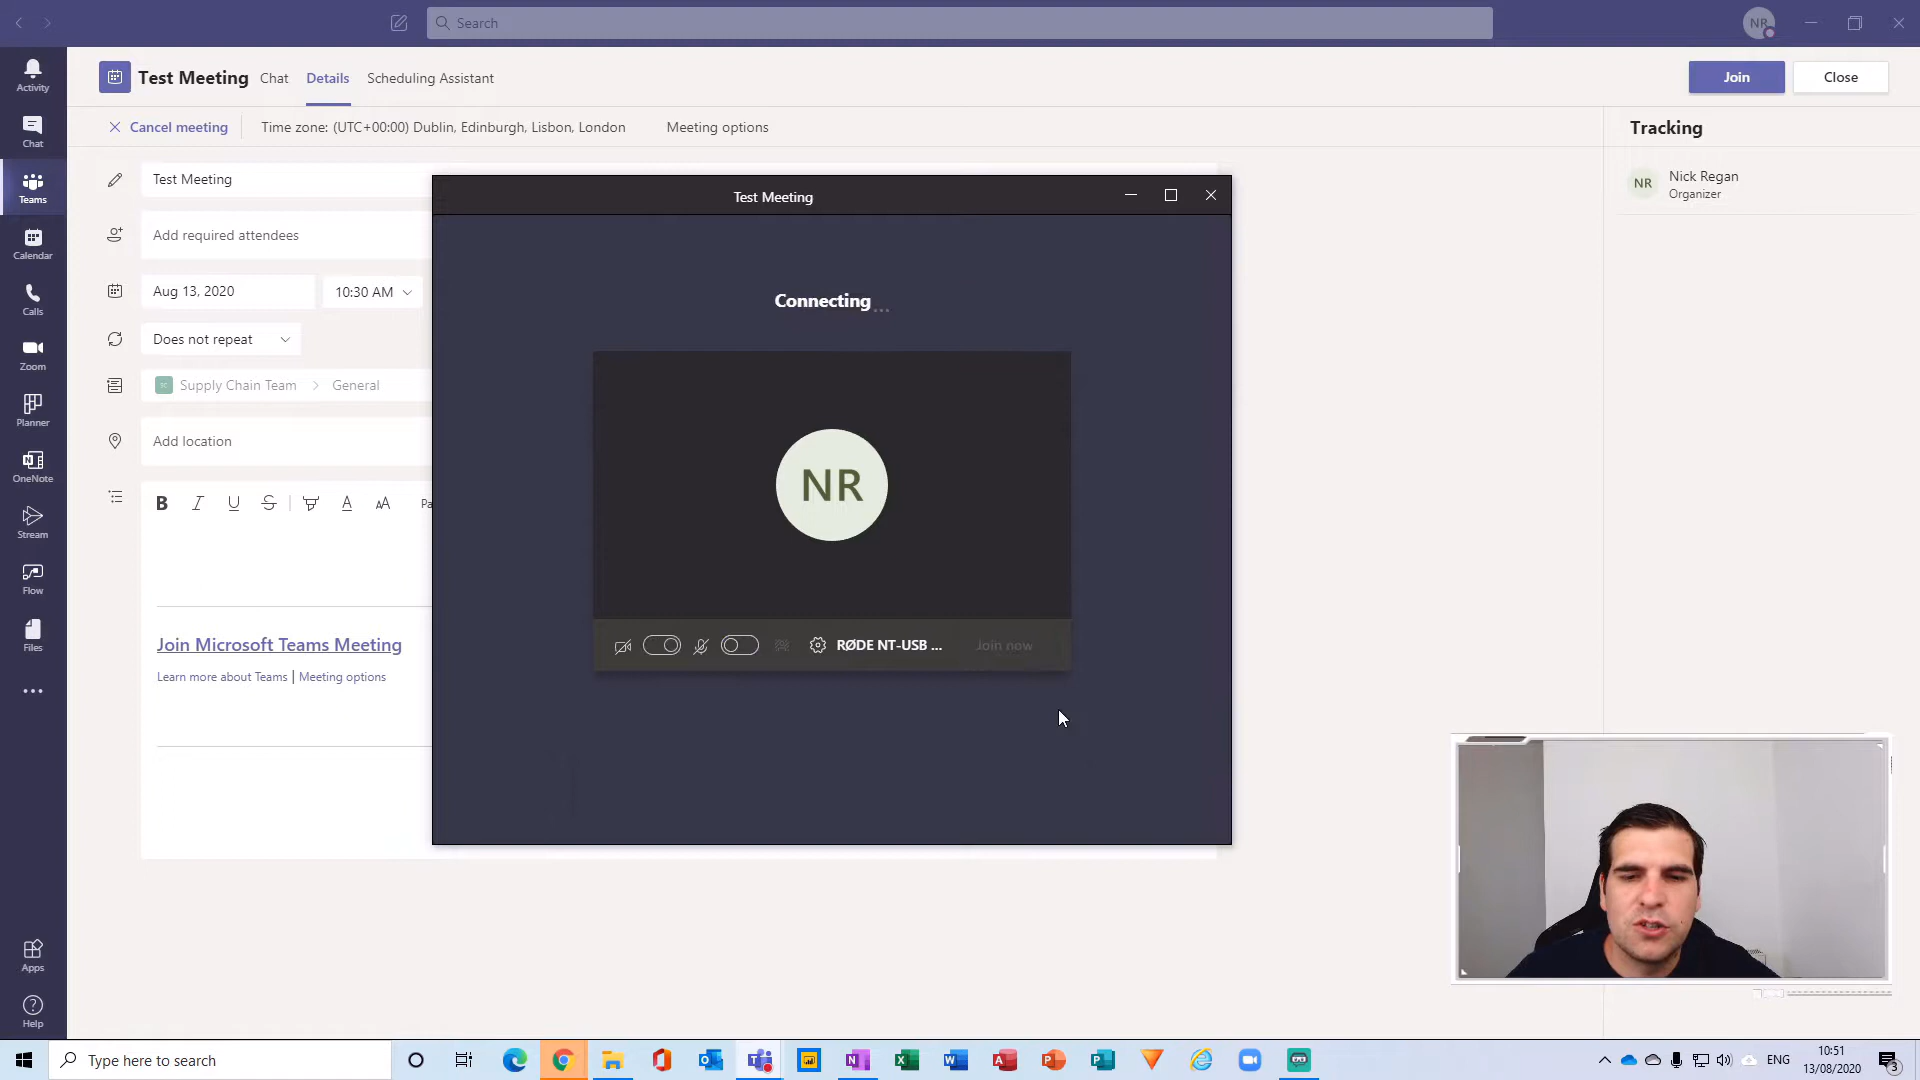 Search
NR
Activity
Chat
Teams
Calendar
Calls
Zoom
Planner
OneNote
Stream
Flow
Files
Apps
Help
Test Meeting Chat Details Scheduling Assistant
Join Close
Cancel meeting Time zone: (UTC+00:00) Dublin, Edinburgh, Lisbon, London Meeting options
Tracking
NR Nick Regan
Organizer
Test Meeting
Add required attendees
Aug 13, 2020 10:30 AM
Does not repeat
Supply Chain Team > General
Add location
B I U S A AA Pa
Join Microsoft Teams Meeting
Learn more about Teams | Meeting options
Test Meeting
Connecting...
NR
RØDE NT-USB ... Join now
Type here to search
ENG
10:51
13/08/2020
3